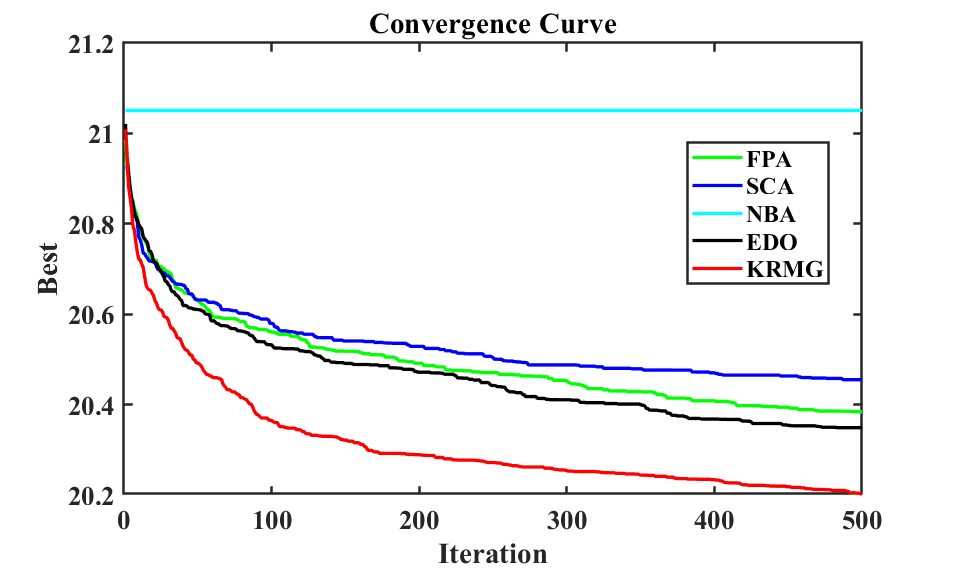 Convergence Curve
21.2
21
20.8
20.6
20.4
20.2
Best
FPA
SCA
NBA
EDO
KRMG
0 100 200 300 400 500
Iteration